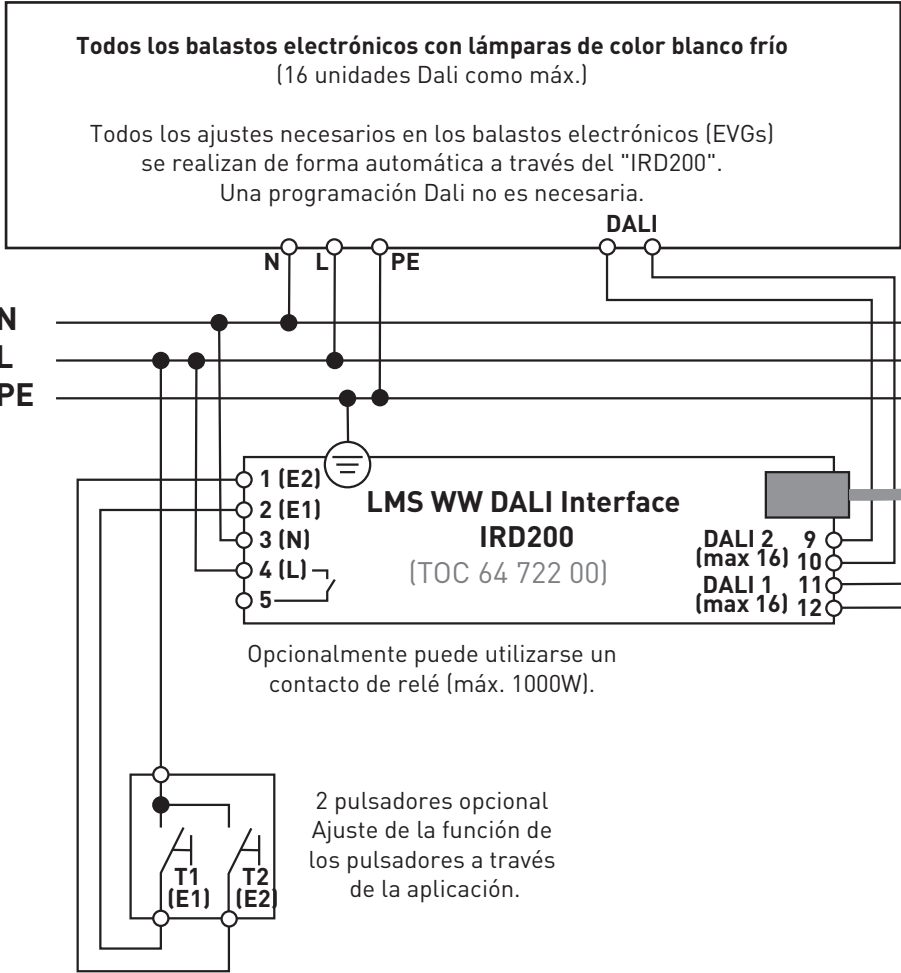 Todos los balastos electrónicos con lámparas de color blanco frío
(16 unidades Dali como máx.)
Todos los ajustes necesarios en los balastos electrónicos (EVGs)
se realizan de forma automática a través del "IRD200".
Una programación Dali no es necesaria.
DALI
N L PE
N
L
PE
1 (E2)
2 (E1)
3 (N)
4 (L)
5
LMS WW DALI Interface
IRD200
(TOC 64 722 00)
DALI 2 9
(max 16) 10
DALI 1 11
(max 16) 12
Opcionalmente puede utilizarse un
contacto de relé (máx. 1000W).
2 pulsadores opcional
Ajuste de la función de
los pulsadores a través
de la aplicación.
T1 T2
(E1) (E2)